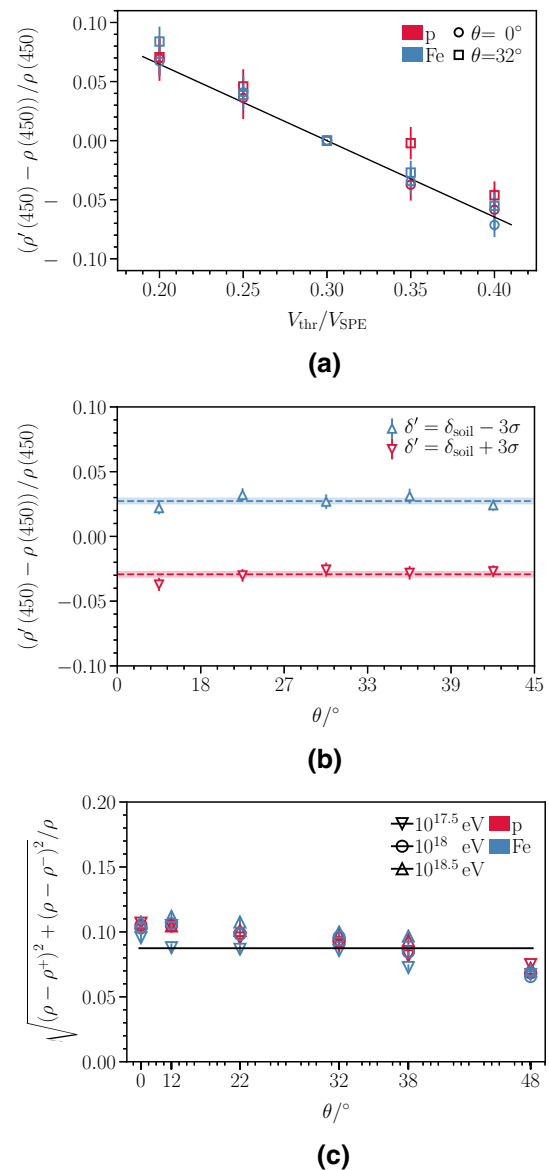 (ρ′(450) − ρ(450))/ρ(450)
0.10
0.05
0.00
0.05
−
0.10
−
p
Fe
θ= 0°
θ=32°
0.20 0.25 0.30 0.35 0.40
V_thr/V_SPE
(a)
(ρ′(450) − ρ(450))/ρ(450)
0.10
0.05
0.00
−0.05
−0.10
δ′ = δ_soil − 3σ
δ′ = δ_soil + 3σ
0 18 27 33 39 45
θ/°
(b)
√(ρ − ρ⁺)² + (ρ − ρ⁻)²/ρ
0.20
0.15
0.10
0.05
0.00
10^17.5 eV p
10^18 eV Fe
10^18.5 eV
0 12 22 32 38 48
θ/°
(c)